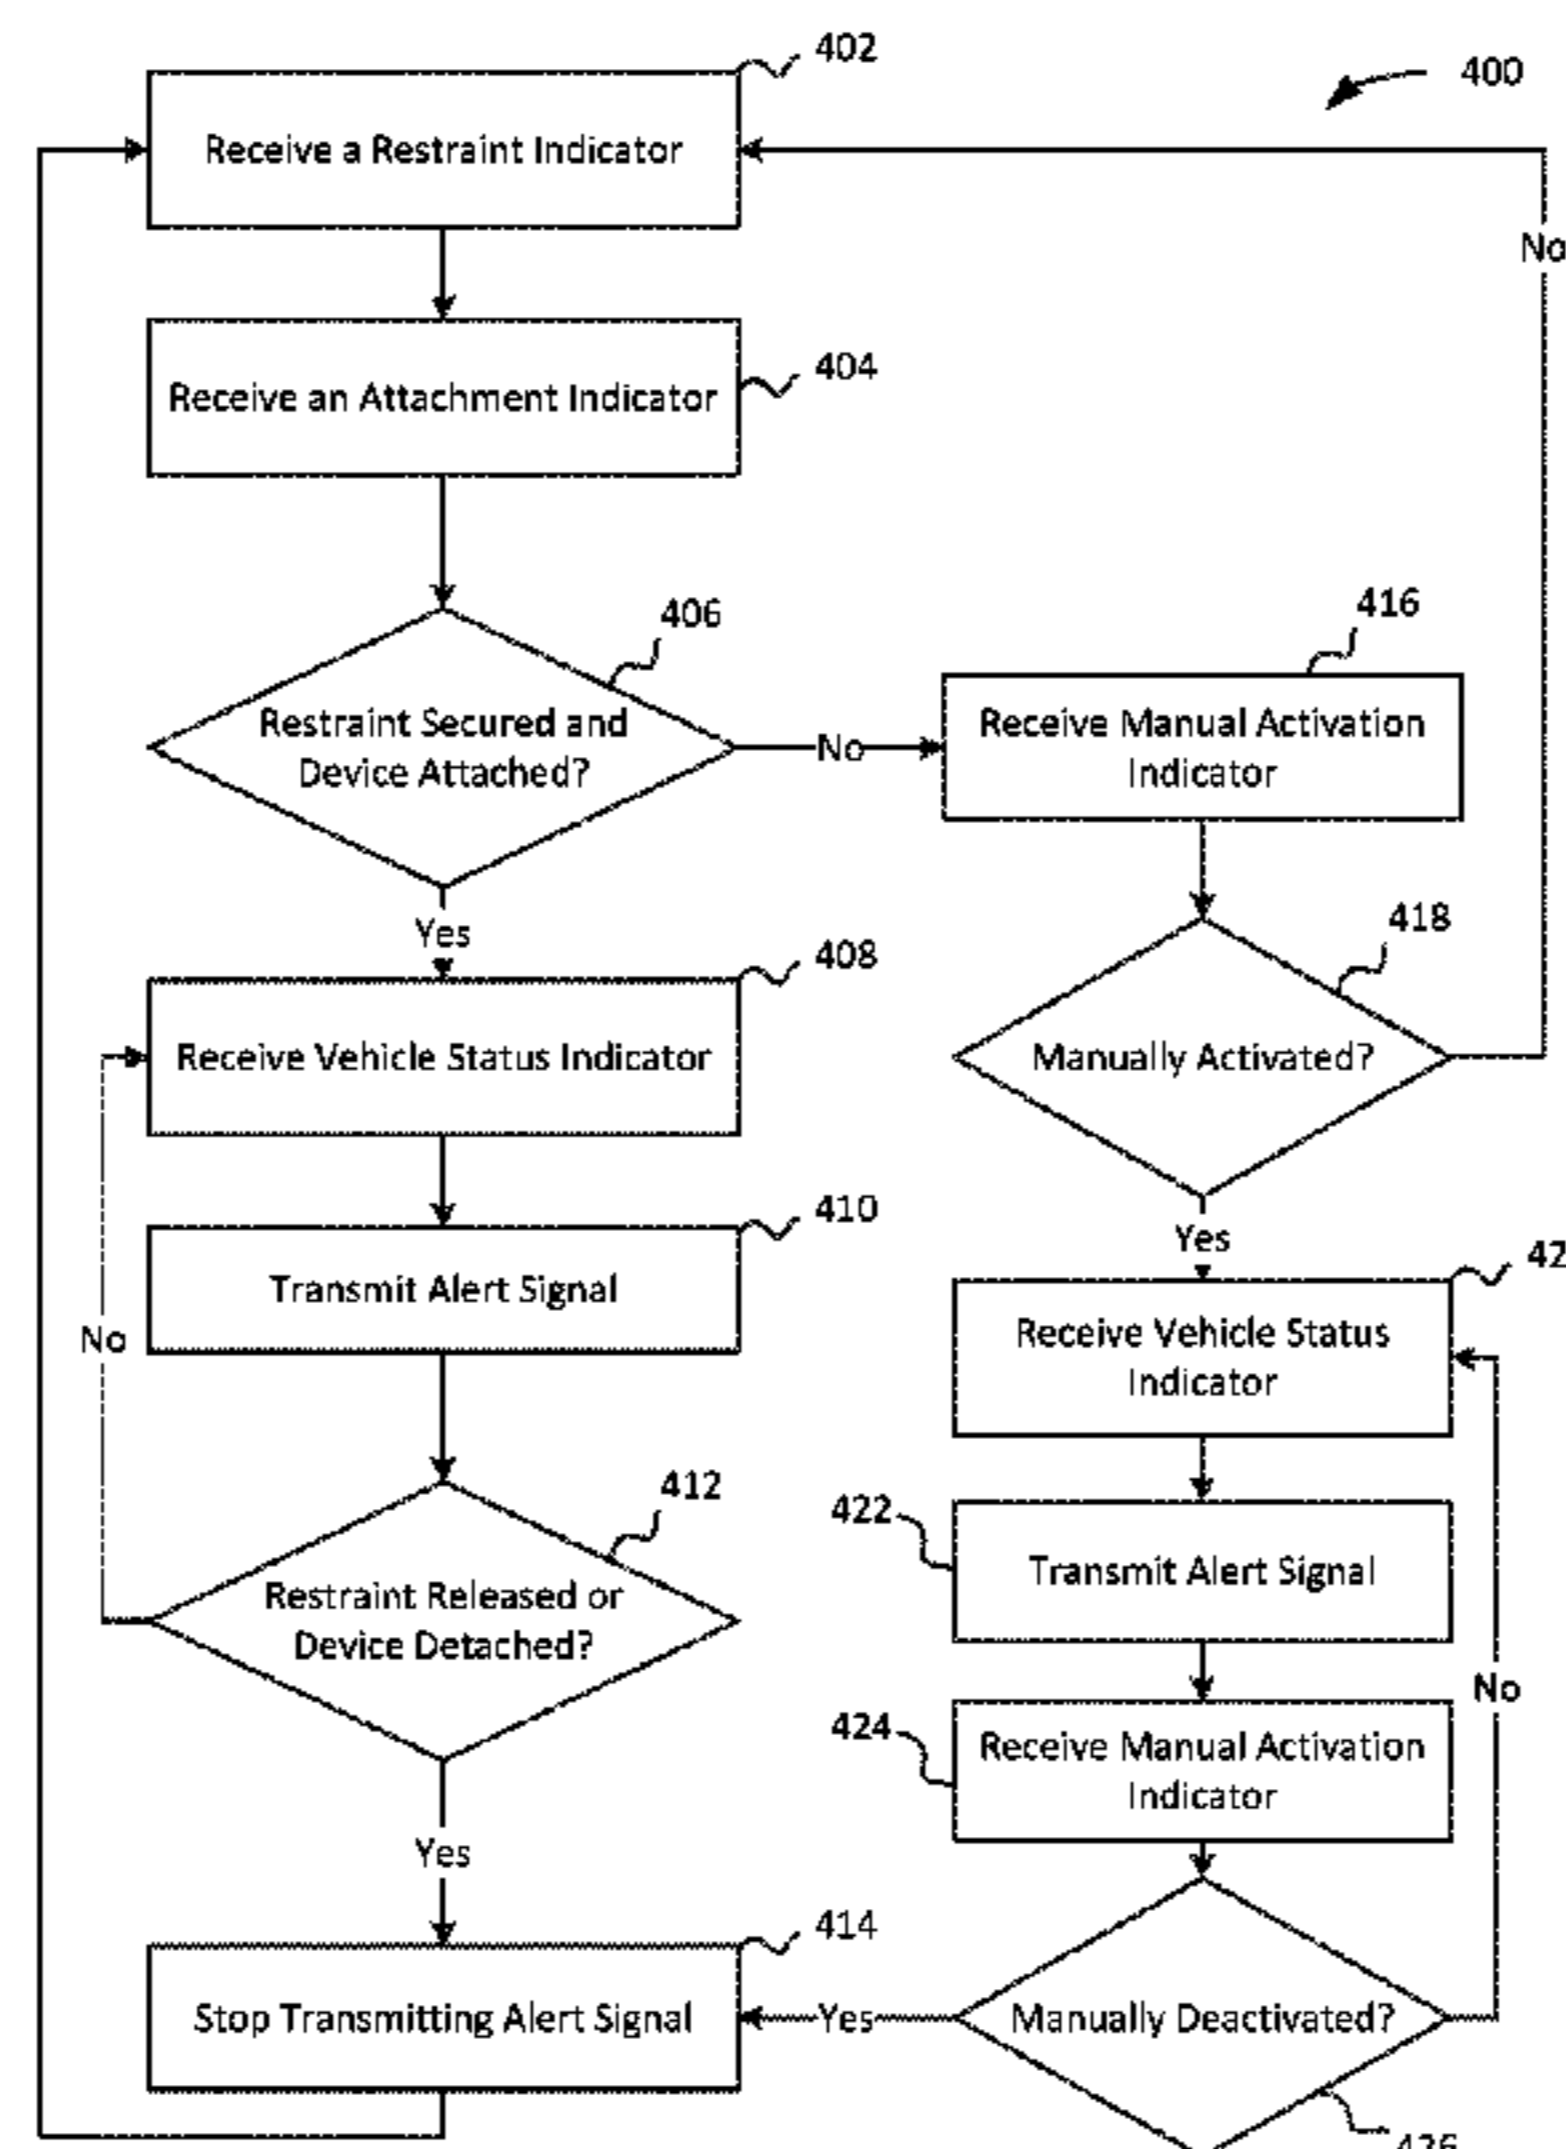 402
400
Receive a Restraint Indicator
No
404
Receive an Attachment Indicator
406
416
Restraint Secured and
Device Attached?
No
Receive Manual Activation
Indicator
Yes
408
418
Receive Vehicle Status Indicator
Manually Activated?
410
Yes
Transmit Alert Signal
No
42
Receive Vehicle Status
Indicator
412
422
Restraint Released or
Device Detached?
Transmit Alert Signal
No
424
Receive Manual Activation
Indicator
Yes
414
Stop Transmitting Alert Signal
Yes
Manually Deactivated?